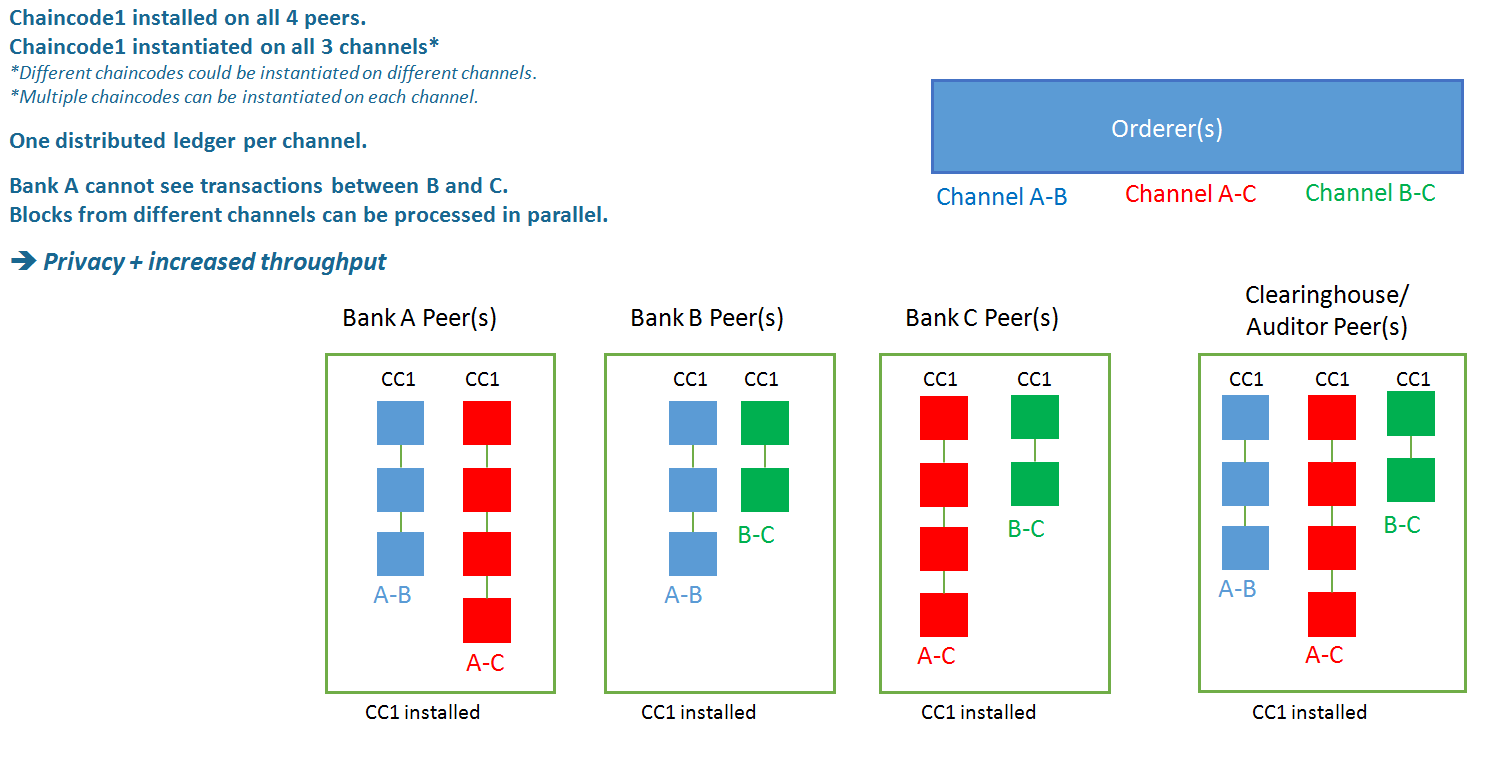 Chaincode1 installed on all 4 peers.
Chaincode1 instantiated on all 3 channels*
*Different chaincodes could be instantiated on different channels.
*Multiple chaincodes can be instantiated on each channel.
One distributed ledger per channel.
Bank A cannot see transactions between B and C.
Blocks from different channels can be processed in parallel.
➔ Privacy + increased throughput
Orderer(s)
Channel A-B
Channel A-C
Channel B-C
Bank A Peer(s)
CC1
CC1
A-B
A-C
CC1 installed
Bank B Peer(s)
CC1
CC1
B-C
A-B
CC1 installed
Bank C Peer(s)
CC1
CC1
B-C
A-C
CC1 installed
Clearinghouse/
Auditor Peer(s)
CC1
CC1
CC1
B-C
A-B
A-C
CC1 installed